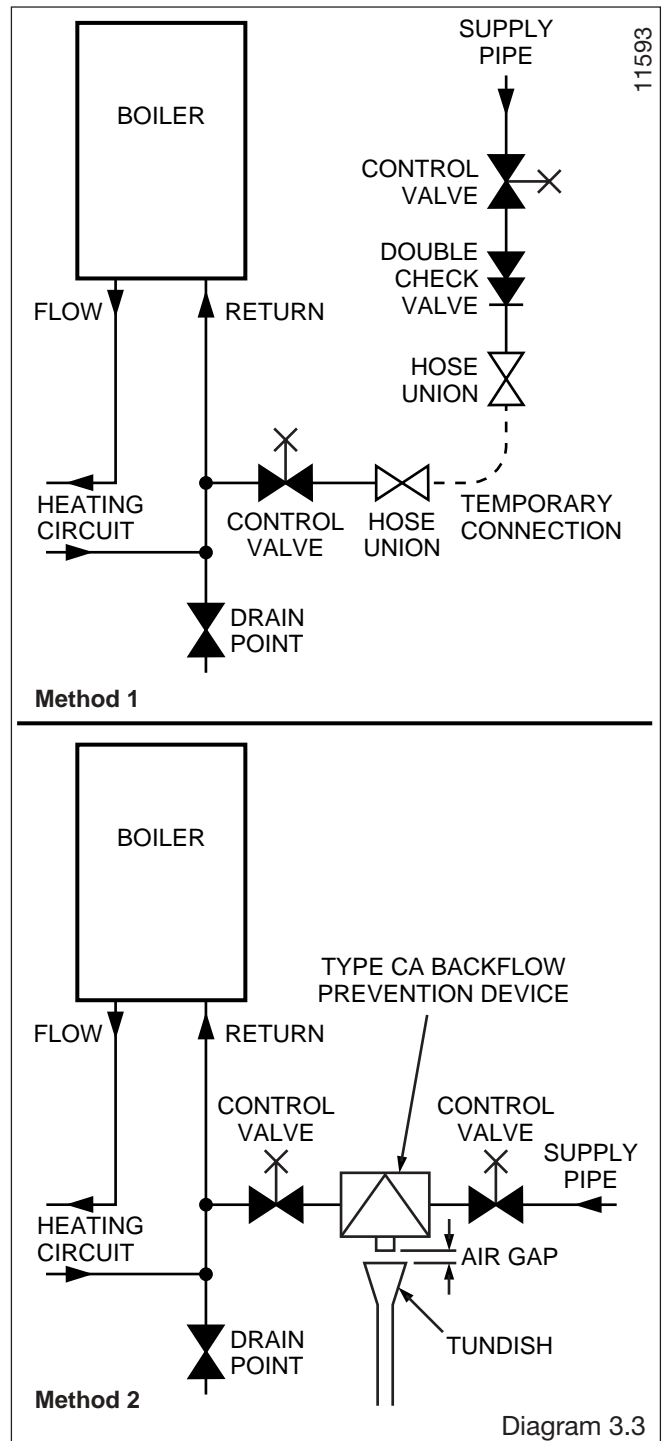 11593
SUPPLY
PIPE
BOILER
CONTROL
VALVE
DOUBLE
CHECK
VALVE
FLOW
RETURN
HOSE
UNION
HEATING
CIRCUIT
CONTROL
VALVE
HOSE
UNION
TEMPORARY
CONNECTION
DRAIN
POINT
Method 1
BOILER
TYPE CA BACKFLOW
PREVENTION DEVICE
FLOW
RETURN
CONTROL
VALVE
CONTROL
VALVE
SUPPLY
PIPE
HEATING
CIRCUIT
AIR GAP
TUNDISH
DRAIN
POINT
Method 2
Diagram 3.3